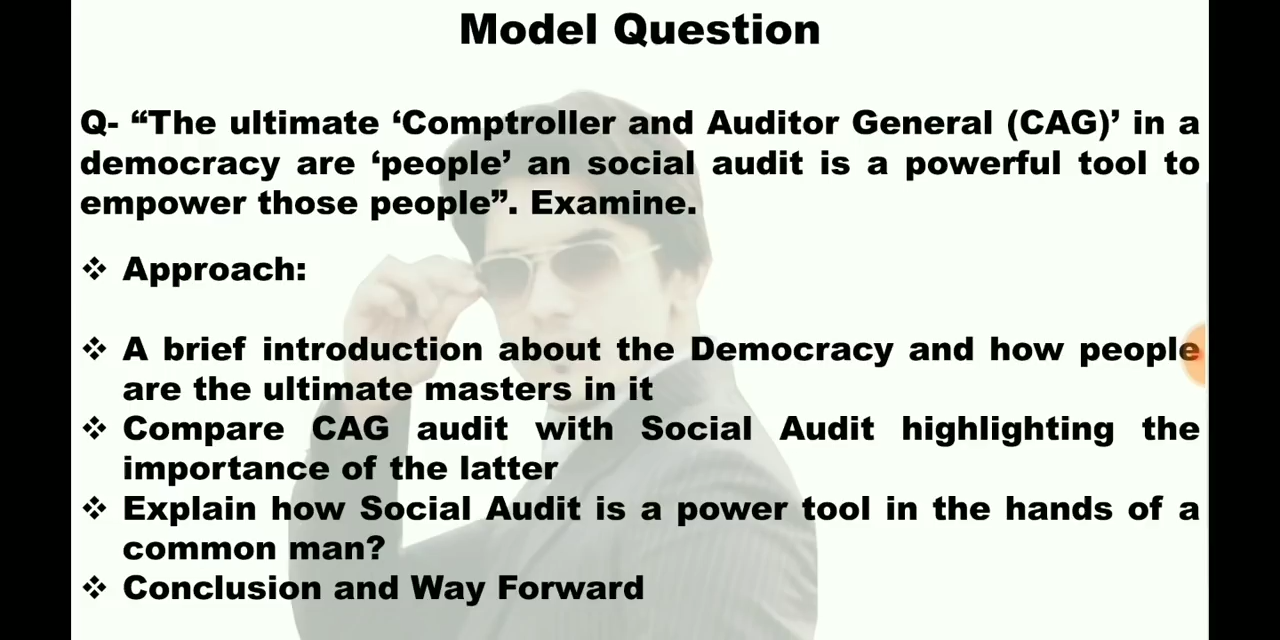 Model Question
Q- “The ultimate ‘Comptroller and Auditor General (CAG)’ in a
democracy are ‘people’ an social audit is a powerful tool to
empower those people”. Examine.
❖ Approach:
❖ A brief introduction about the Democracy and how people
are the ultimate masters in it
❖ Compare CAG audit with Social Audit highlighting the
importance of the latter
❖ Explain how Social Audit is a power tool in the hands of a
common man?
❖ Conclusion and Way Forward